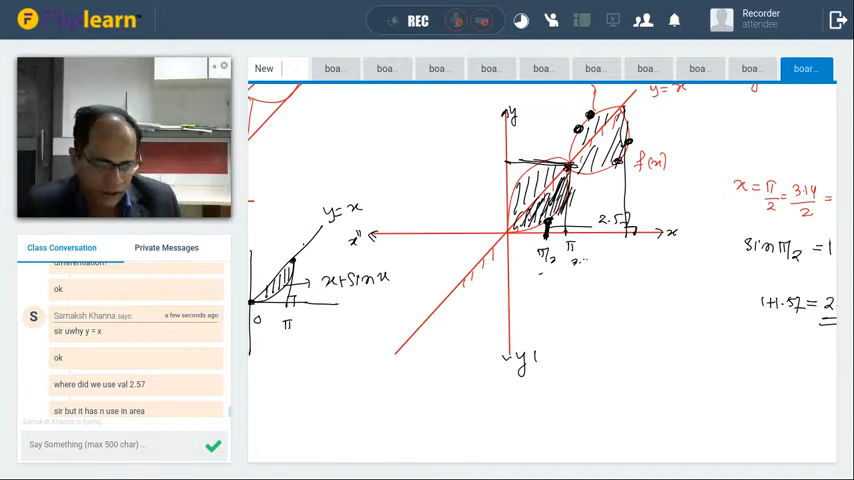 Fliplearn
REC
Recorder
attendee
New
boa...
boa...
boa...
boa...
boa...
boa...
boa...
boa...
boa...
boar...
Class Conversation
Private Messages
differentiation?
ok
S
Samaksh Khanna says:
a few seconds ago
sir uwhy y = x
ok
where did we use val 2.57
sir but it has n use in area
Samaksh Khanna is typing...
Say Something (max 500 char) ...
y=x
x+sinx
0
π
y
y=x
f(x)
2.57
x
x''
π/2
π
-y1
x = π/2 = 3.14/2 =
sin π/2 = 1
1+1.57 = 2